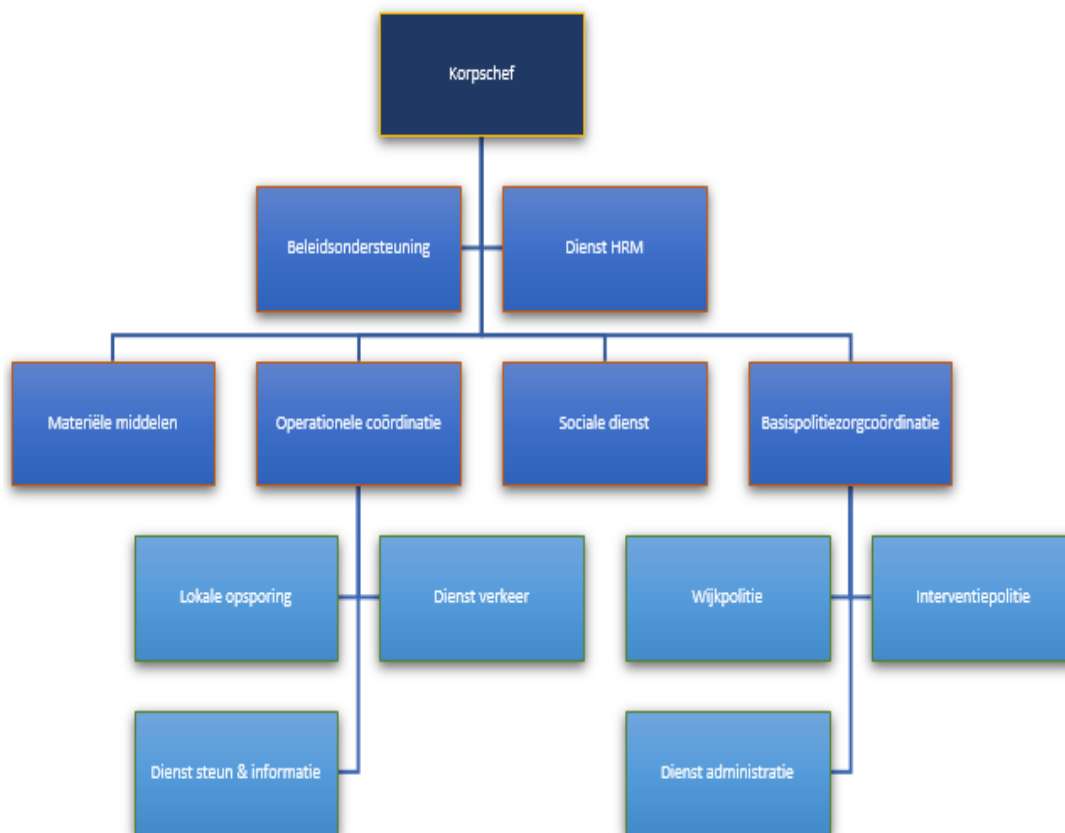 Korpschef
Beleidsondersteuning
Dienst HRM
Materiële middelen
Operationele coördinatie
Sociale dienst
Basispolitiezorgcoördinatie
Lokale opsporing
Dienst verkeer
Wijkpolitie
Interventiepolitie
Dienst steun & informatie
Dienst administratie